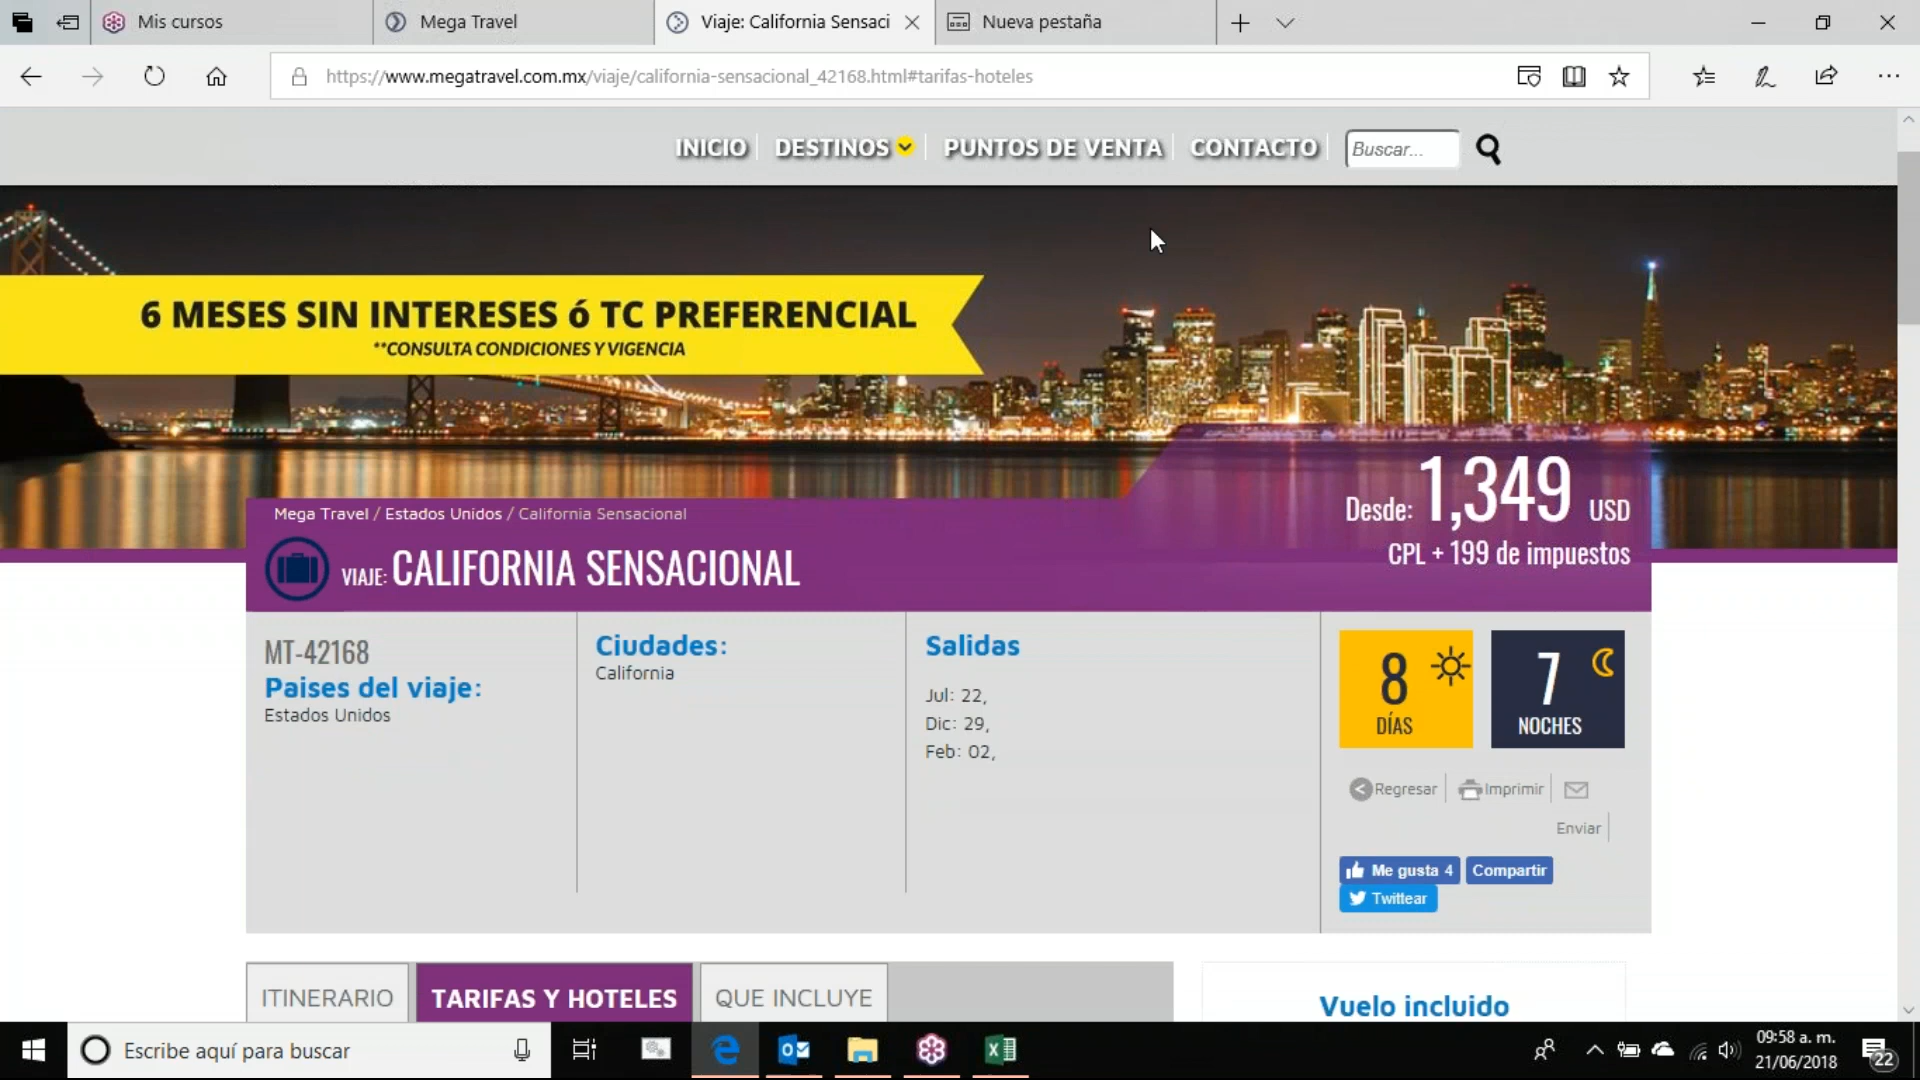 Mis cursos
Mega Travel
Viaje: California Sensaci
Nueva pestaña
https://www.megatravel.com.mx/viaje/california-sensacional_42168.html#tarifas-hoteles
INICIO DESTINOS PUNTOS DE VENTA CONTACTO Buscar...
6 MESES SIN INTERESES ó TC PREFERENCIAL
**CONSULTA CONDICIONES Y VIGENCIA
Desde: 1,349 USD
CPL + 199 de impuestos
Mega Travel / Estados Unidos / California Sensacional
VIAJE: CALIFORNIA SENSACIONAL
MT-42168
Paises del viaje:
Estados Unidos
Ciudades:
California
Salidas
Jul: 22,
Dic: 29,
Feb: 02,
8
DÍAS
7
NOCHES
Regresar
Imprimir
Enviar
Me gusta 4
Compartir
Twittear
ITINERARIO
TARIFAS Y HOTELES
QUE INCLUYE
Vuelo incluido
Escribe aquí para buscar
09:58 a. m.
21/06/2018
22